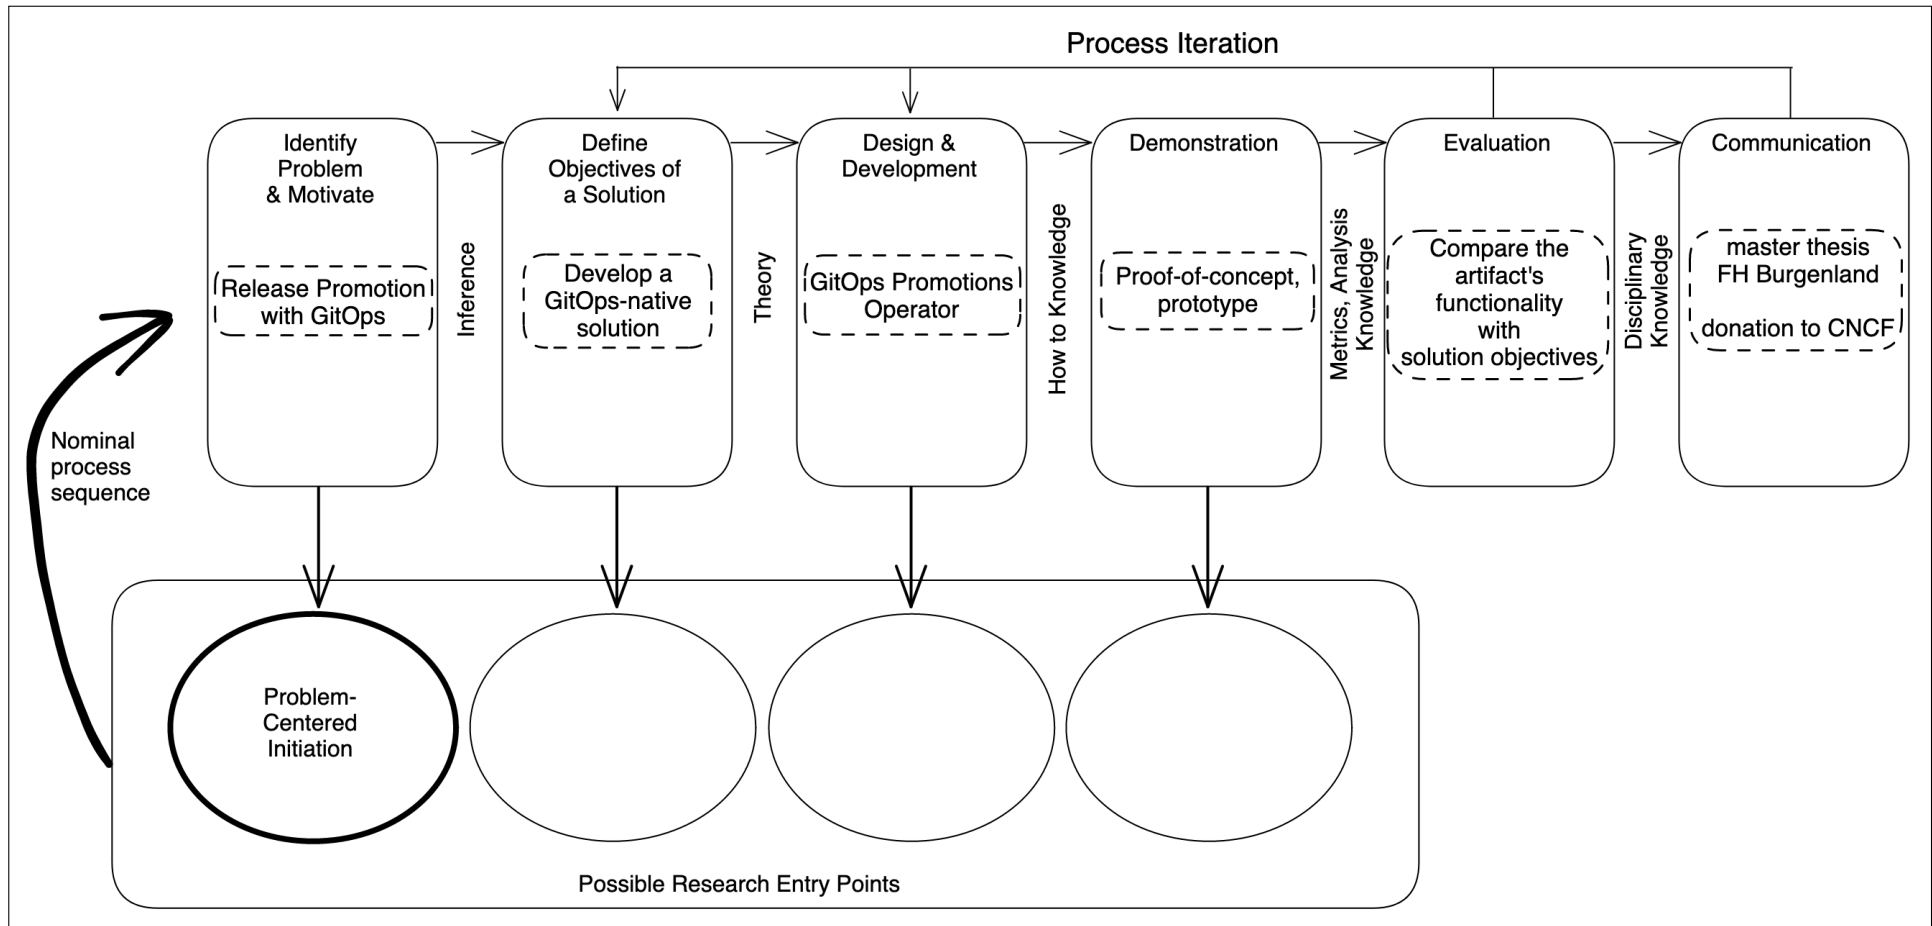 Process Iteration
Identify
Problem
& Motivate
Release Promotion
with GitOps
Inference
Define
Objectives of
a Solution
Develop a
GitOps-native
solution
Theory
Design &
Development
GitOps Promotions
Operator
How to Knowledge
Demonstration
Proof-of-concept,
prototype
Metrics, Analysis
Knowledge
Evaluation
Compare the
artifact's
functionality
with
solution objectives
Disciplinary
Knowledge
Communication
master thesis
FH Burgenland
donation to CNCF
Nominal
process
sequence
Problem-
Centered
Initiation
Possible Research Entry Points